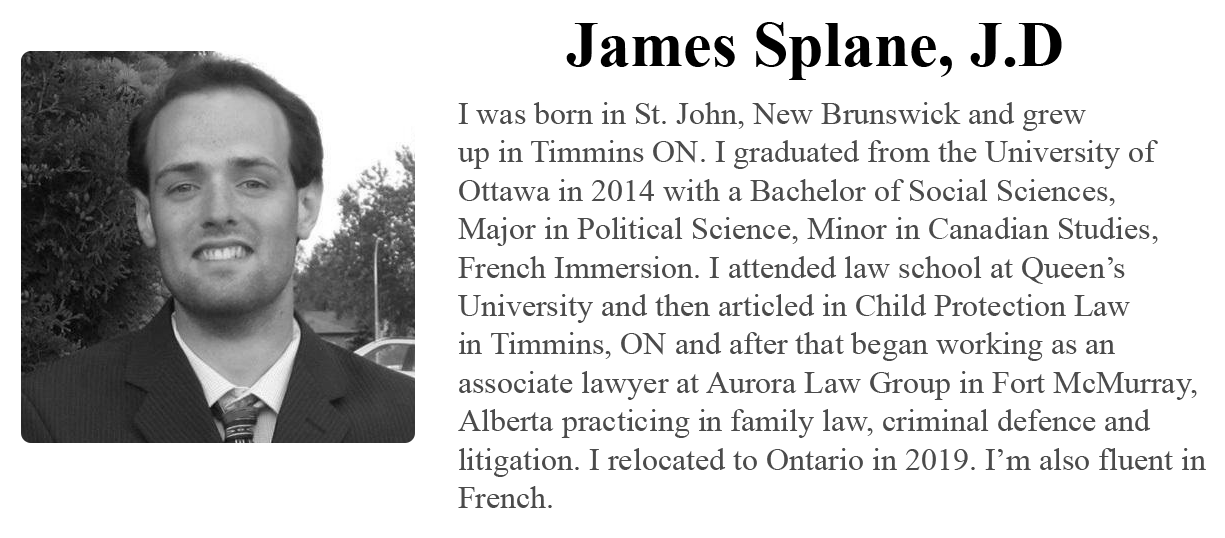 James Splane, J.D
I was born in St. John, New Brunswick and grew
up in Timmins ON. I graduated from the University of
Ottawa in 2014 with a Bachelor of Social Sciences,
Major in Political Science, Minor in Canadian Studies,
French Immersion. I attended law school at Queen’s
University and then articled in Child Protection Law
in Timmins, ON and after that began working as an
associate lawyer at Aurora Law Group in Fort McMurray,
Alberta practicing in family law, criminal defence and
litigation. I relocated to Ontario in 2019. I’m also fluent in
French.